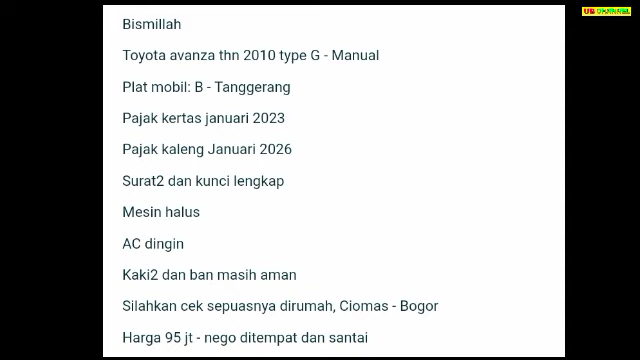 Bismillah
Toyota avanza thn 2010 type G - Manual
Plat mobil: B - Tanggerang
Pajak kertas januari 2023
Pajak kaleng Januari 2026
Surat2 dan kunci lengkap
Mesin halus
AC dingin
Kaki2 dan ban masih aman
Silahkan cek sepuasnya dirumah, Ciomas - Bogor
Harga 95 jt - nego ditempat dan santai